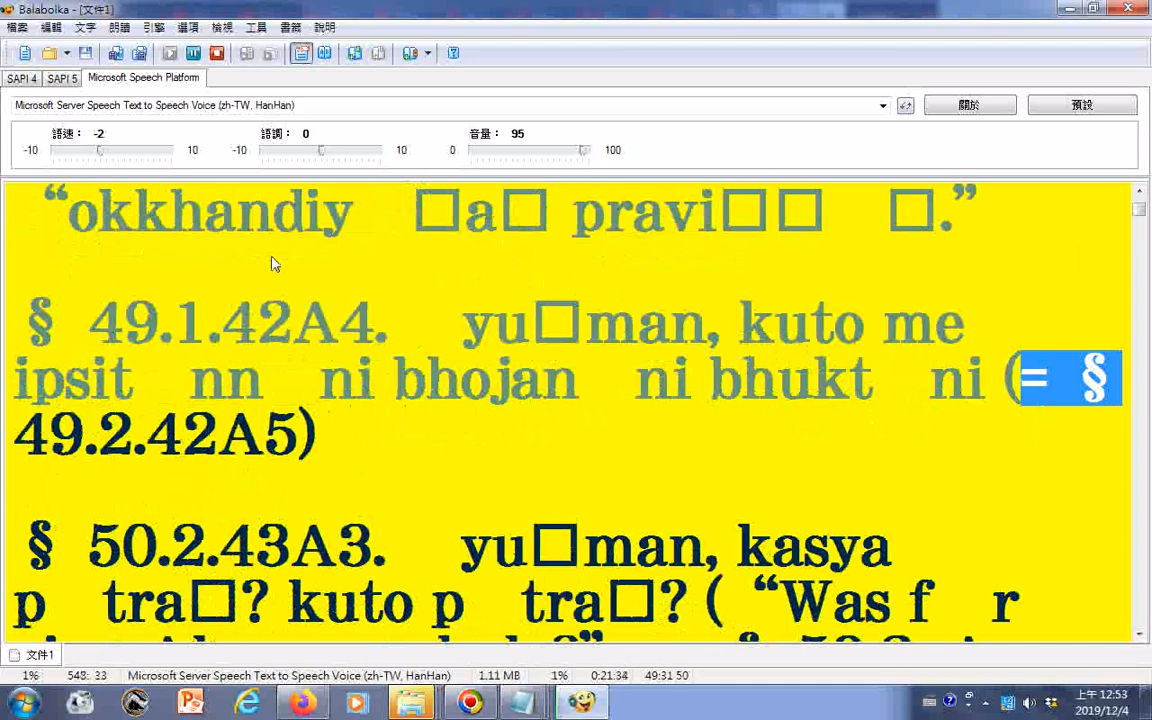 Balabolka - [文件1]
檔案 編輯 文字 朗讀 引擎 選項 檢視 工具 書籤 說明
SAPI 4 SAPI 5 Microsoft Speech Platform
Microsoft Server Speech Text to Speech Voice (zh-TW, HanHan)
關於 預設
語速： -2 語調： 0 音量： 95
-10 10 -10 10 0 100
“okkhandiy □a□ pravi□□ □.”
§ 49.1.42A4. yu□man, kuto me
ipsit nn ni bhojan ni bhukt ni (= §
49.2.42A5)
§ 50.2.43A3. yu□man, kasya
p tra□? kuto p tra□? ( “Was f r
文件1
1% 548: 33 Microsoft Server Speech Text to Speech Voice (zh-TW, HanHan) 1.11 MB 1% 0:21:34 49:31 50
上午 12:53
2019/12/4